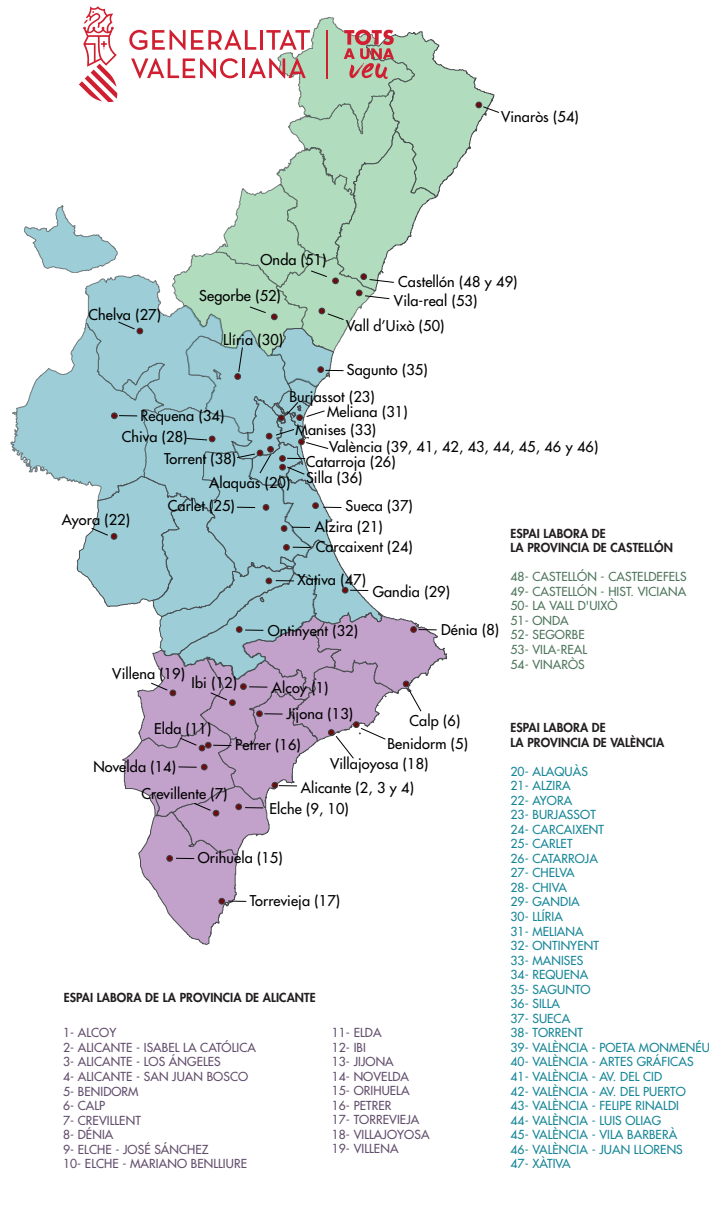 GENERALITAT
VALENCIANA
TOTS
A UNA
veu
Vinaròs (54)
Onda (51)
Castellón (48 y 49)
Segorbe (52)
Vila-real (53)
Chelva (27)
Vall d'Uixò (50)
Llíria (30)
Sagunto (35)
Burjassot (23)
Requena (34)
Meliana (31)
Chiva (28)
Manises (33)
València (39, 41, 42, 43, 44, 45, 46 y 46)
Torrent (38)
Catarroja (26)
Alaquàs (20)
Silla (36)
Carlet (25)
Sueca (37)
Ayora (22)
Alzira (21)
Carcaixent (24)
Xàtiva (47)
Gandia (29)
Ontinyent (32)
Dénia (8)
Villena (19)
Ibi (12)
Alcoy (1)
Jijona (13)
Calp (6)
Elda (11)
Petrer (16)
Benidorm (5)
Novelda (14)
Villajoyosa (18)
Crevillente (7)
Alicante (2, 3 y 4)
Elche (9, 10)
Orihuela (15)
Torrevieja (17)
ESPAI LABORA DE
LA PROVINCIA DE CASTELLÓN
48- CASTELLÓN - CASTELDEFELS
49- CASTELLÓN - HIST. VICIANA
50- LA VALL D'UIXÒ
51- ONDA
52- SEGORBE
53- VILA-REAL
54- VINARÒS
ESPAI LABORA DE
LA PROVINCIA DE VALÈNCIA
20- ALAQUÀS
21- ALZIRA
22- AYORA
23- BURJASSOT
24- CARCAIXENT
25- CARLET
26- CATARROJA
27- CHELVA
28- CHIVA
29- GANDIA
30- LLÍRIA
31- MELIANA
32- ONTINYENT
33- MANISES
34- REQUENA
35- SAGUNTO
36- SILLA
37- SUECA
38- TORRENT
39- VALÈNCIA - POETA MONMENÉU
40- VALÈNCIA - ARTES GRÁFICAS
41- VALÈNCIA - AV. DEL CID
42- VALÈNCIA - AV. DEL PUERTO
43- VALÈNCIA - FELIPE RINALDI
44- VALÈNCIA - LUIS OLIAG
45- VALÈNCIA - VILA BARBERÀ
46- VALÈNCIA - JUAN LLORENS
47- XÀTIVA
ESPAI LABORA DE LA PROVINCIA DE ALICANTE
1- ALCOY
2- ALICANTE - ISABEL LA CATÓLICA
3- ALICANTE - LOS ÁNGELES
4- ALICANTE - SAN JUAN BOSCO
5- BENIDORM
6- CALP
7- CREVILLENT
8- DÉNIA
9- ELCHE - JOSÉ SÁNCHEZ
10- ELCHE - MARIANO BENLLIURE
11- ELDA
12- IBI
13- JIJONA
14- NOVELDA
15- ORIHUELA
16- PETRER
17- TORREVIEJA
18- VILLAJOYOSA
19- VILLENA